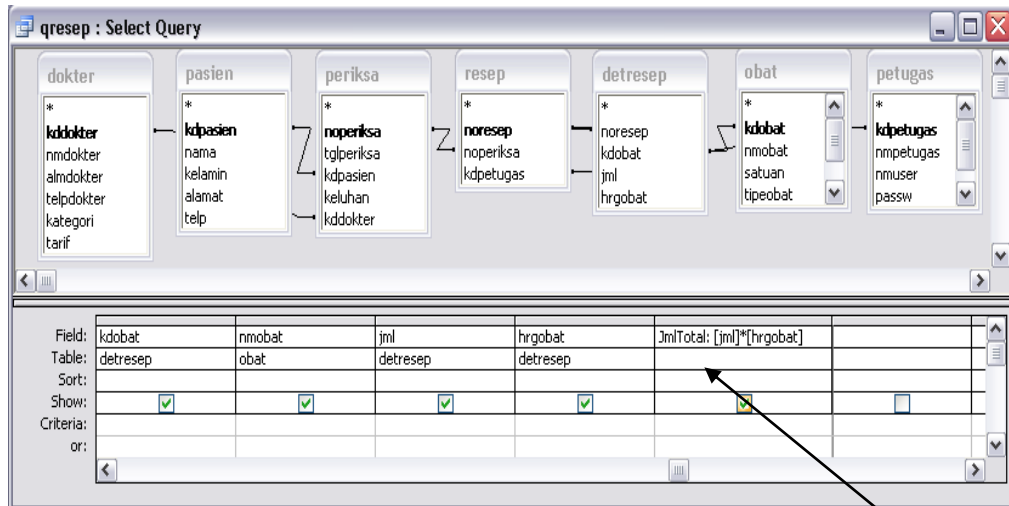 qresep : Select Query
dokter
*
kddokter
nmdokter
almdokter
telpdokter
kategori
tarif
pasien
*
kdpasien
nama
kelamin
alamat
telp
periksa
*
noperiksa
tglperiksa
kdpasien
keluhan
kddokter
resep
*
noresep
noperiksa
kdpetugas
detresep
*
noresep
kdobat
jml
hrgobat
obat
*
kdobat
nmobat
satuan
tipeobat
petugas
*
kdpetugas
nmpetugas
nmuser
passw
Field: kdobat nmobat jml hrgobat JmlTotal: [jml]*[hrgobat]
Table: detresep obat detresep detresep
Sort:
Show:
Criteria:
or: